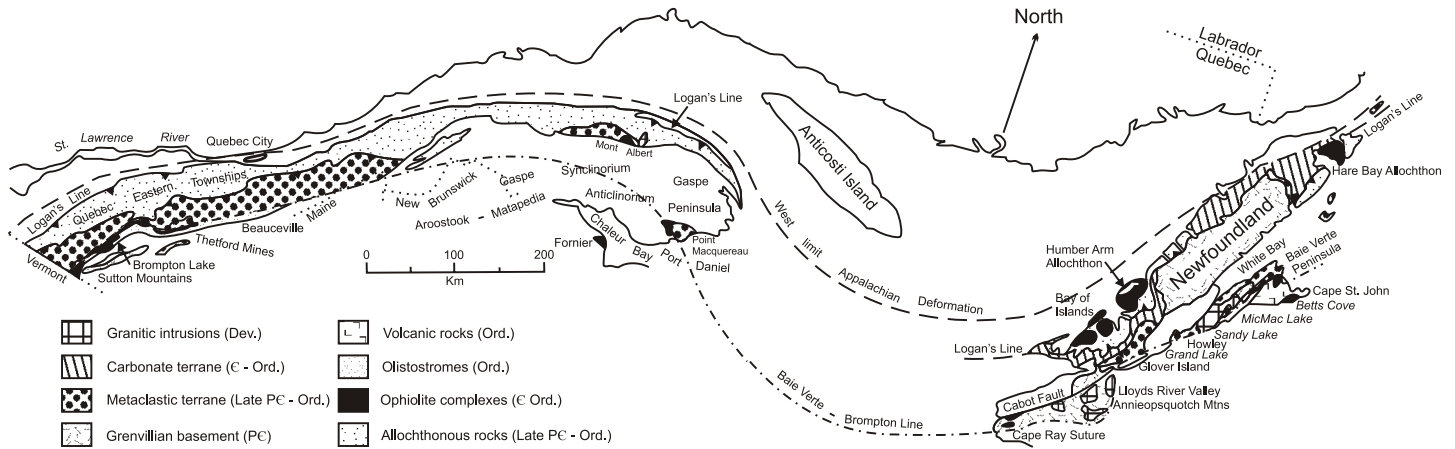 North
Labrador
Quebec
Logan's Line
St. Lawrence River
Quebec City
Logan's Line
Anticosti Island
Mont Albert
Hare Bay Allochthon
Logan's Line
Quebec Eastern Townships
New Brunswick
Gaspe Synclinorium
Gaspe Peninsula
Maine
Aroostook - Matapedia Anticlinorium
Newfoundland
Beauceville
Chaleur Bay
West limit Appalachian Deformation
Humber Arm
Allochthon
White Bay
Baie Verte
Peninsula
Thetford Mines
Fornier
Point
Macquereau
Port Daniel
Vermont
Brompton Lake
Sutton Mountains
0 100 200
Km
Bay of
Islands
Cape St. John
Betts Cove
MicMac Lake
Sandy Lake
Howley
Grand Lake
Glover Island
Logan's Line
Lloyds River Valley
Annieopsquotch Mtns
Cabot Fault
Baie Verte - Brompton Line
Cape Ray Suture
Granitic intrusions (Dev.)
Carbonate terrane (Є - Ord.)
Metaclastic terrane (Late PЄ - Ord.)
Grenvillian basement (PЄ)
Volcanic rocks (Ord.)
Olistostromes (Ord.)
Ophiolite complexes (Є Ord.)
Allochthonous rocks (Late PЄ - Ord.)